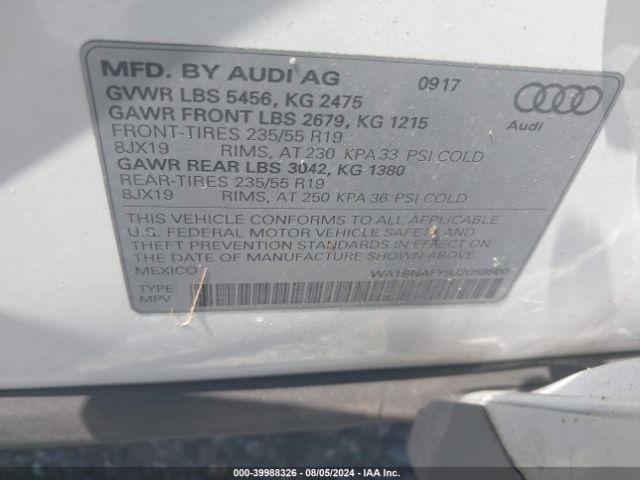 MFD. BY AUDI AG 09 17
GVWR LBS 5456, KG 2475
GAWR FRONT LBS 2679, KG 1215
FRONT-TIRES 235/55 R19
8JX19 RIMS, AT 230 KPA 33 PSI COLD
GAWR REAR LBS 3042, KG 1380
REAR-TIRES 235/55 R19
8JX19 RIMS, AT 250 KPA 36 PSI COLD
Audi
THIS VEHICLE CONFORMS TO ALL APPLICABLE
U.S. FEDERAL MOTOR VEHICLE SAFETY AND
THEFT PREVENTION STANDARDS IN EFFECT ON
THE DATE OF MANUFACTURE SHOWN ABOVE.
MEXICO WA1BNAFY9J2059500
TYPE:
MPV
000-39988326 - 08/05/2024 - IAA Inc.